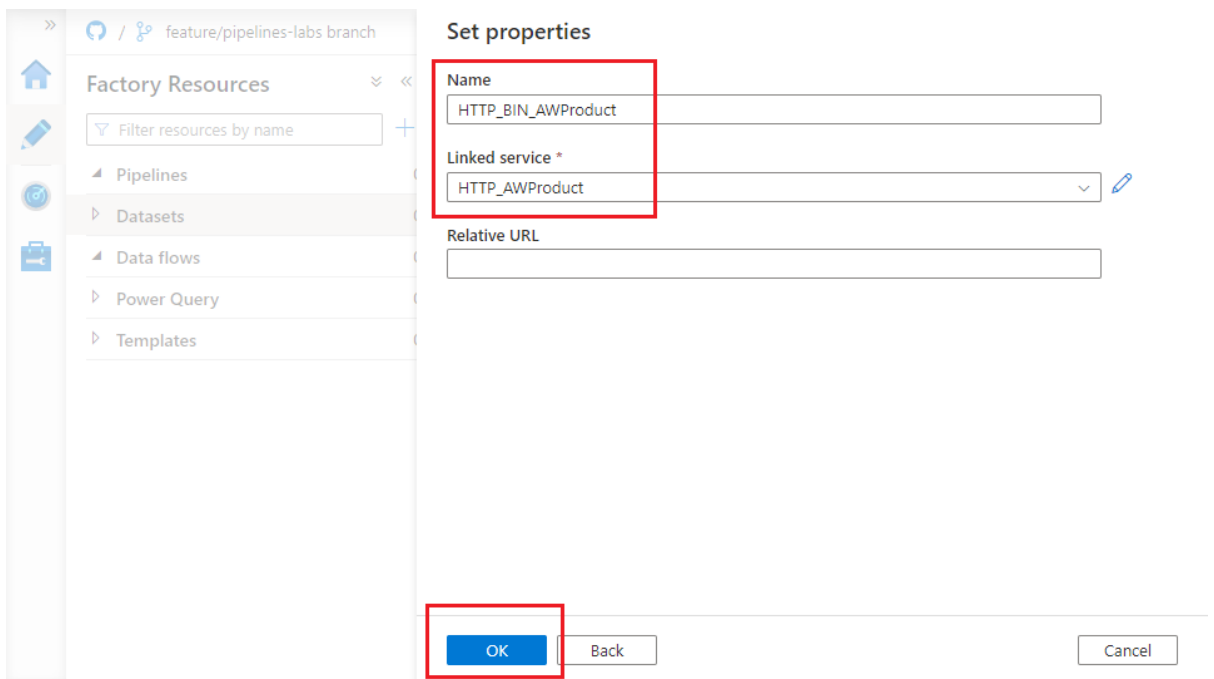 / feature/pipelines-labs branch
Factory Resources
Filter resources by name
Pipelines
Datasets
Data flows
Power Query
Templates
Set properties
Name
HTTP_BIN_AWProduct
Linked service *
HTTP_AWProduct
Relative URL
OK
Back
Cancel